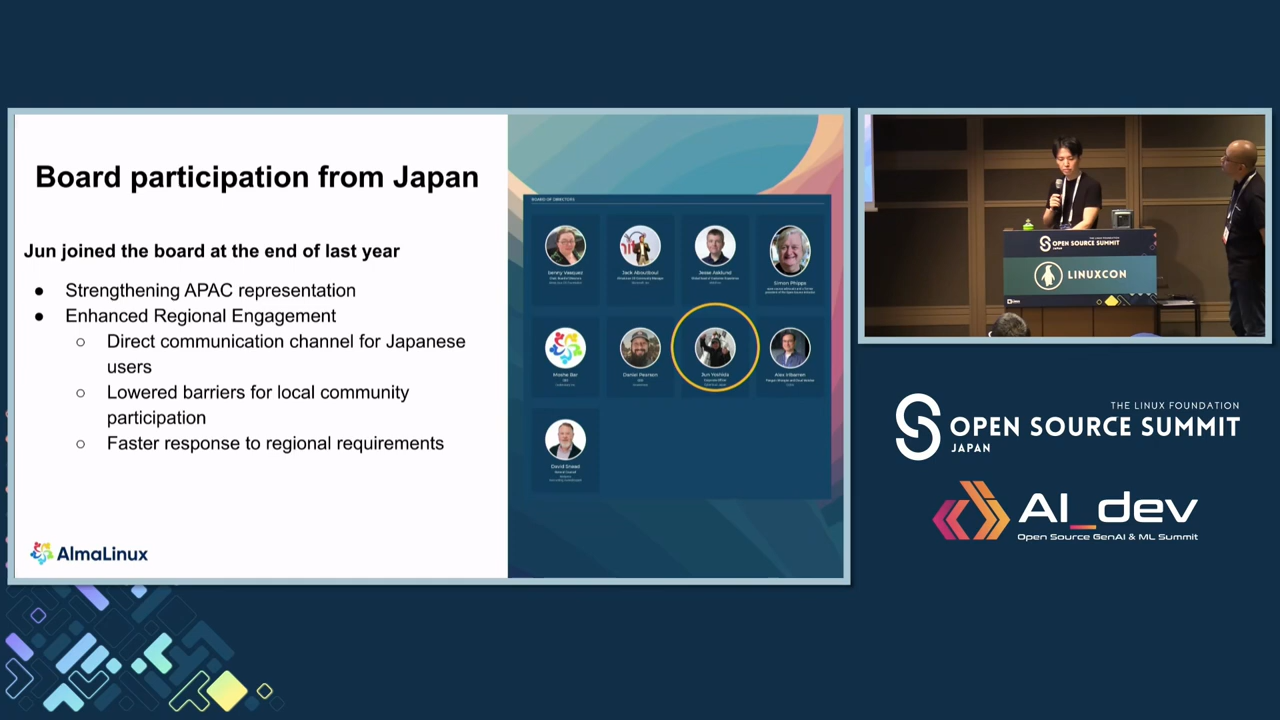 Board participation from Japan
Jun joined the board at the end of last year
● Strengthening APAC representation
● Enhanced Regional Engagement
○ Direct communication channel for Japanese
users
○ Lowered barriers for local community
participation
○ Faster response to regional requirements
AlmaLinux
BOARD OF DIRECTORS
benny Vasquez
Jack Aboutboul
Jesse Asklund
Simon Phipps
Moshe Bar
Daniel Pearson
Jun Yoshida
Alex Iribarren
David Snead
OPEN SOURCE SUMMIT
LINUXCON
THE LINUX FOUNDATION
OPEN SOURCE SUMMIT
JAPAN
AI_dev
Open Source GenAI & ML Summit